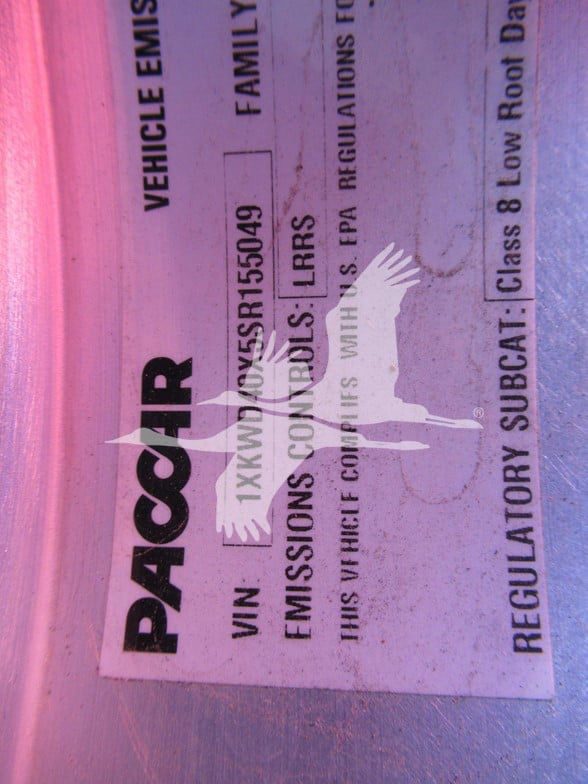 PACCAR VEHICLE EMIS
VIN 1XKWD40X5SR155049 FAMILY
EMISSIONS CONTROLS: LRRS
THIS VEHICLE COMPLIES WITH U.S. EPA REGULATIONS FO
REGULATORY SUBCAT: Class 8 Low Roof Day
®